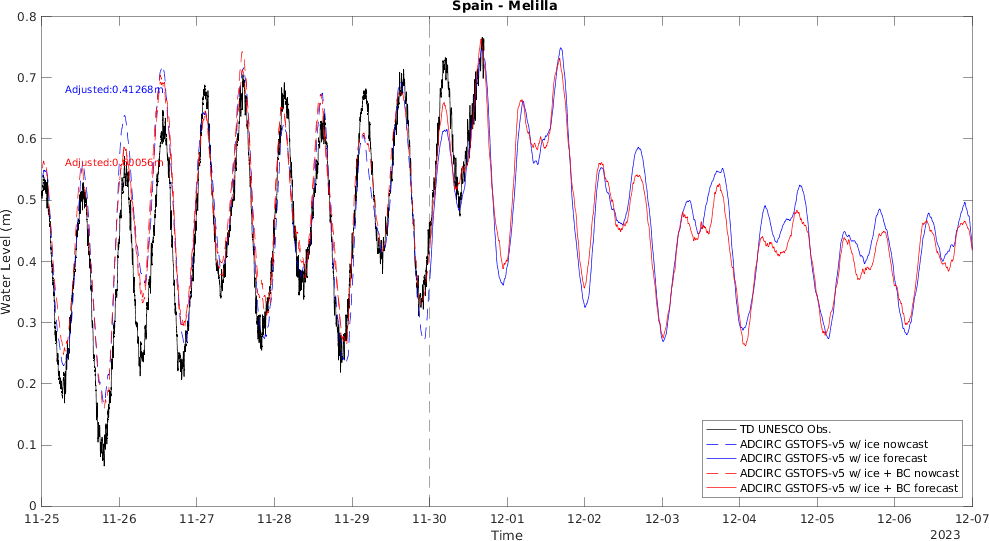 Spain - Melilla
0.8
0.7
0.6
0.5
0.4
0.3
0.2
0.1
0
Water Level (m)
Adjusted:0.41268m
Adjusted: 0056m
TD UNESCO Obs.
ADCIRC GSTOFS-v5 w/ ice nowcast
ADCIRC GSTOFS-v5 w/ ice forecast
ADCIRC GSTOFS-v5 w/ ice + BC nowcast
ADCIRC GSTOFS-v5 w/ ice + BC forecast
11-25 11-26 11-27 11-28 11-29 11-30 12-01 12-02 12-03 12-04 12-05 12-06 12-07
Time
2023